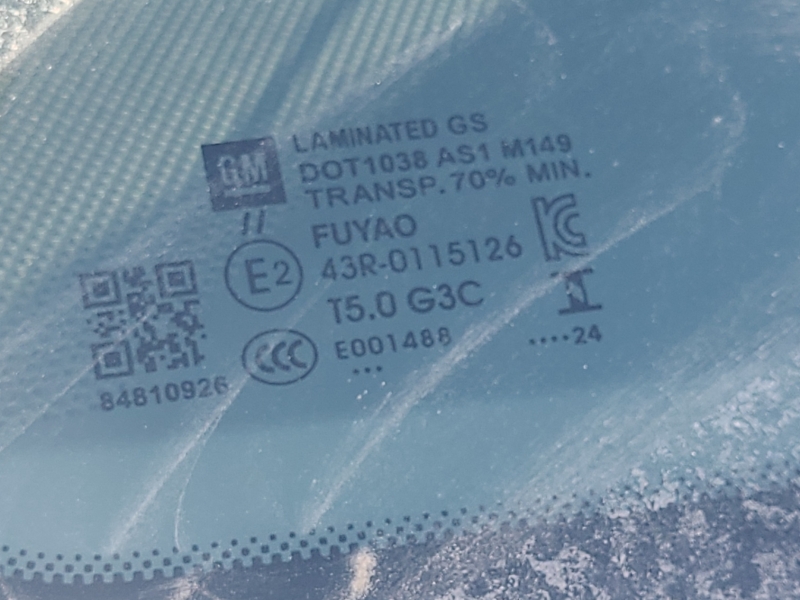 GM
LAMINATED GS
DOT1038 AS1 M149
TRANSP. 70% MIN.
II
FUYAO
E2
43R-0115126
T5.0 G3C
CCC
E001488
...
....24
84810926